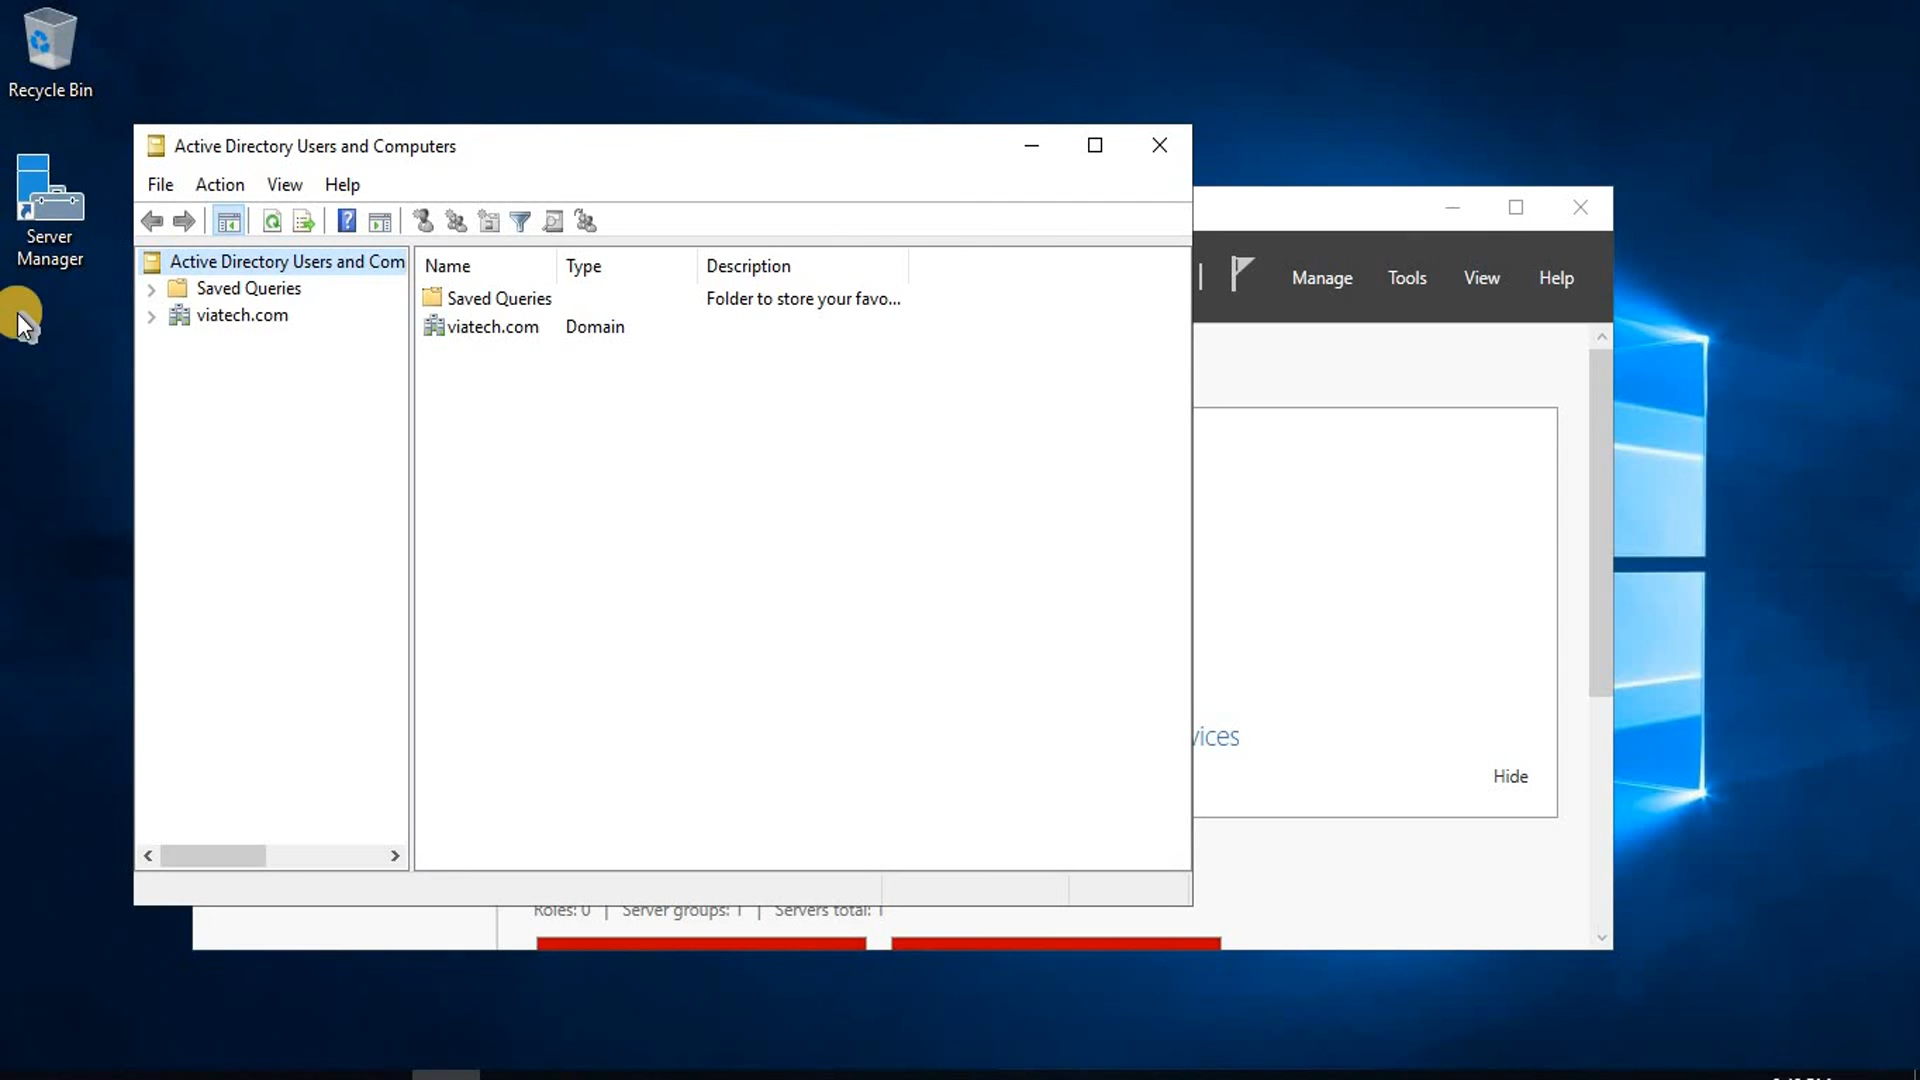 Recycle Bin
Server
Manager
Active Directory Users and Computers
File Action View Help
Active Directory Users and Com
Saved Queries
viatech.com
Name Type Description
Saved Queries Folder to store your favo...
viatech.com Domain
Manage Tools View Help
vices
Hide
Roles: 0 | Server groups: 1 | Servers total: 1